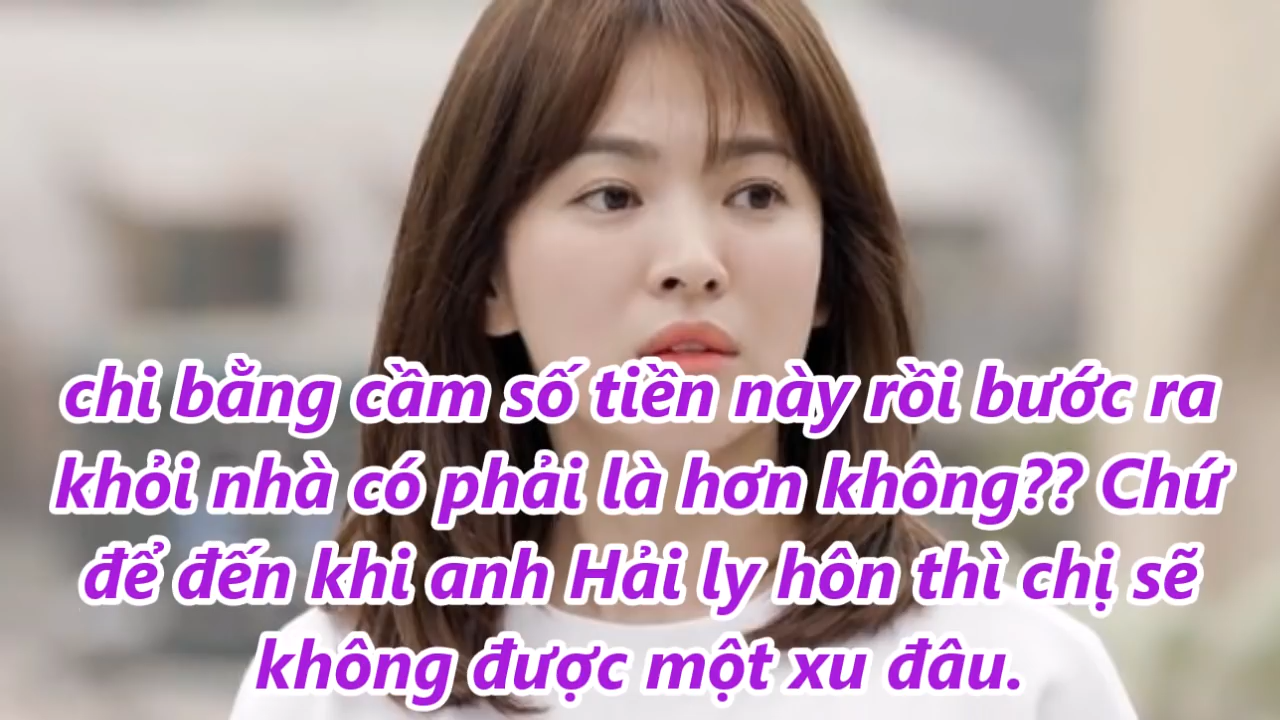 chi bằng cầm số tiền này rồi bước ra
khỏi nhà có phải là hơn không?? Chứ
để đến khi anh Hải ly hôn thì chị sẽ
không được một xu đâu.